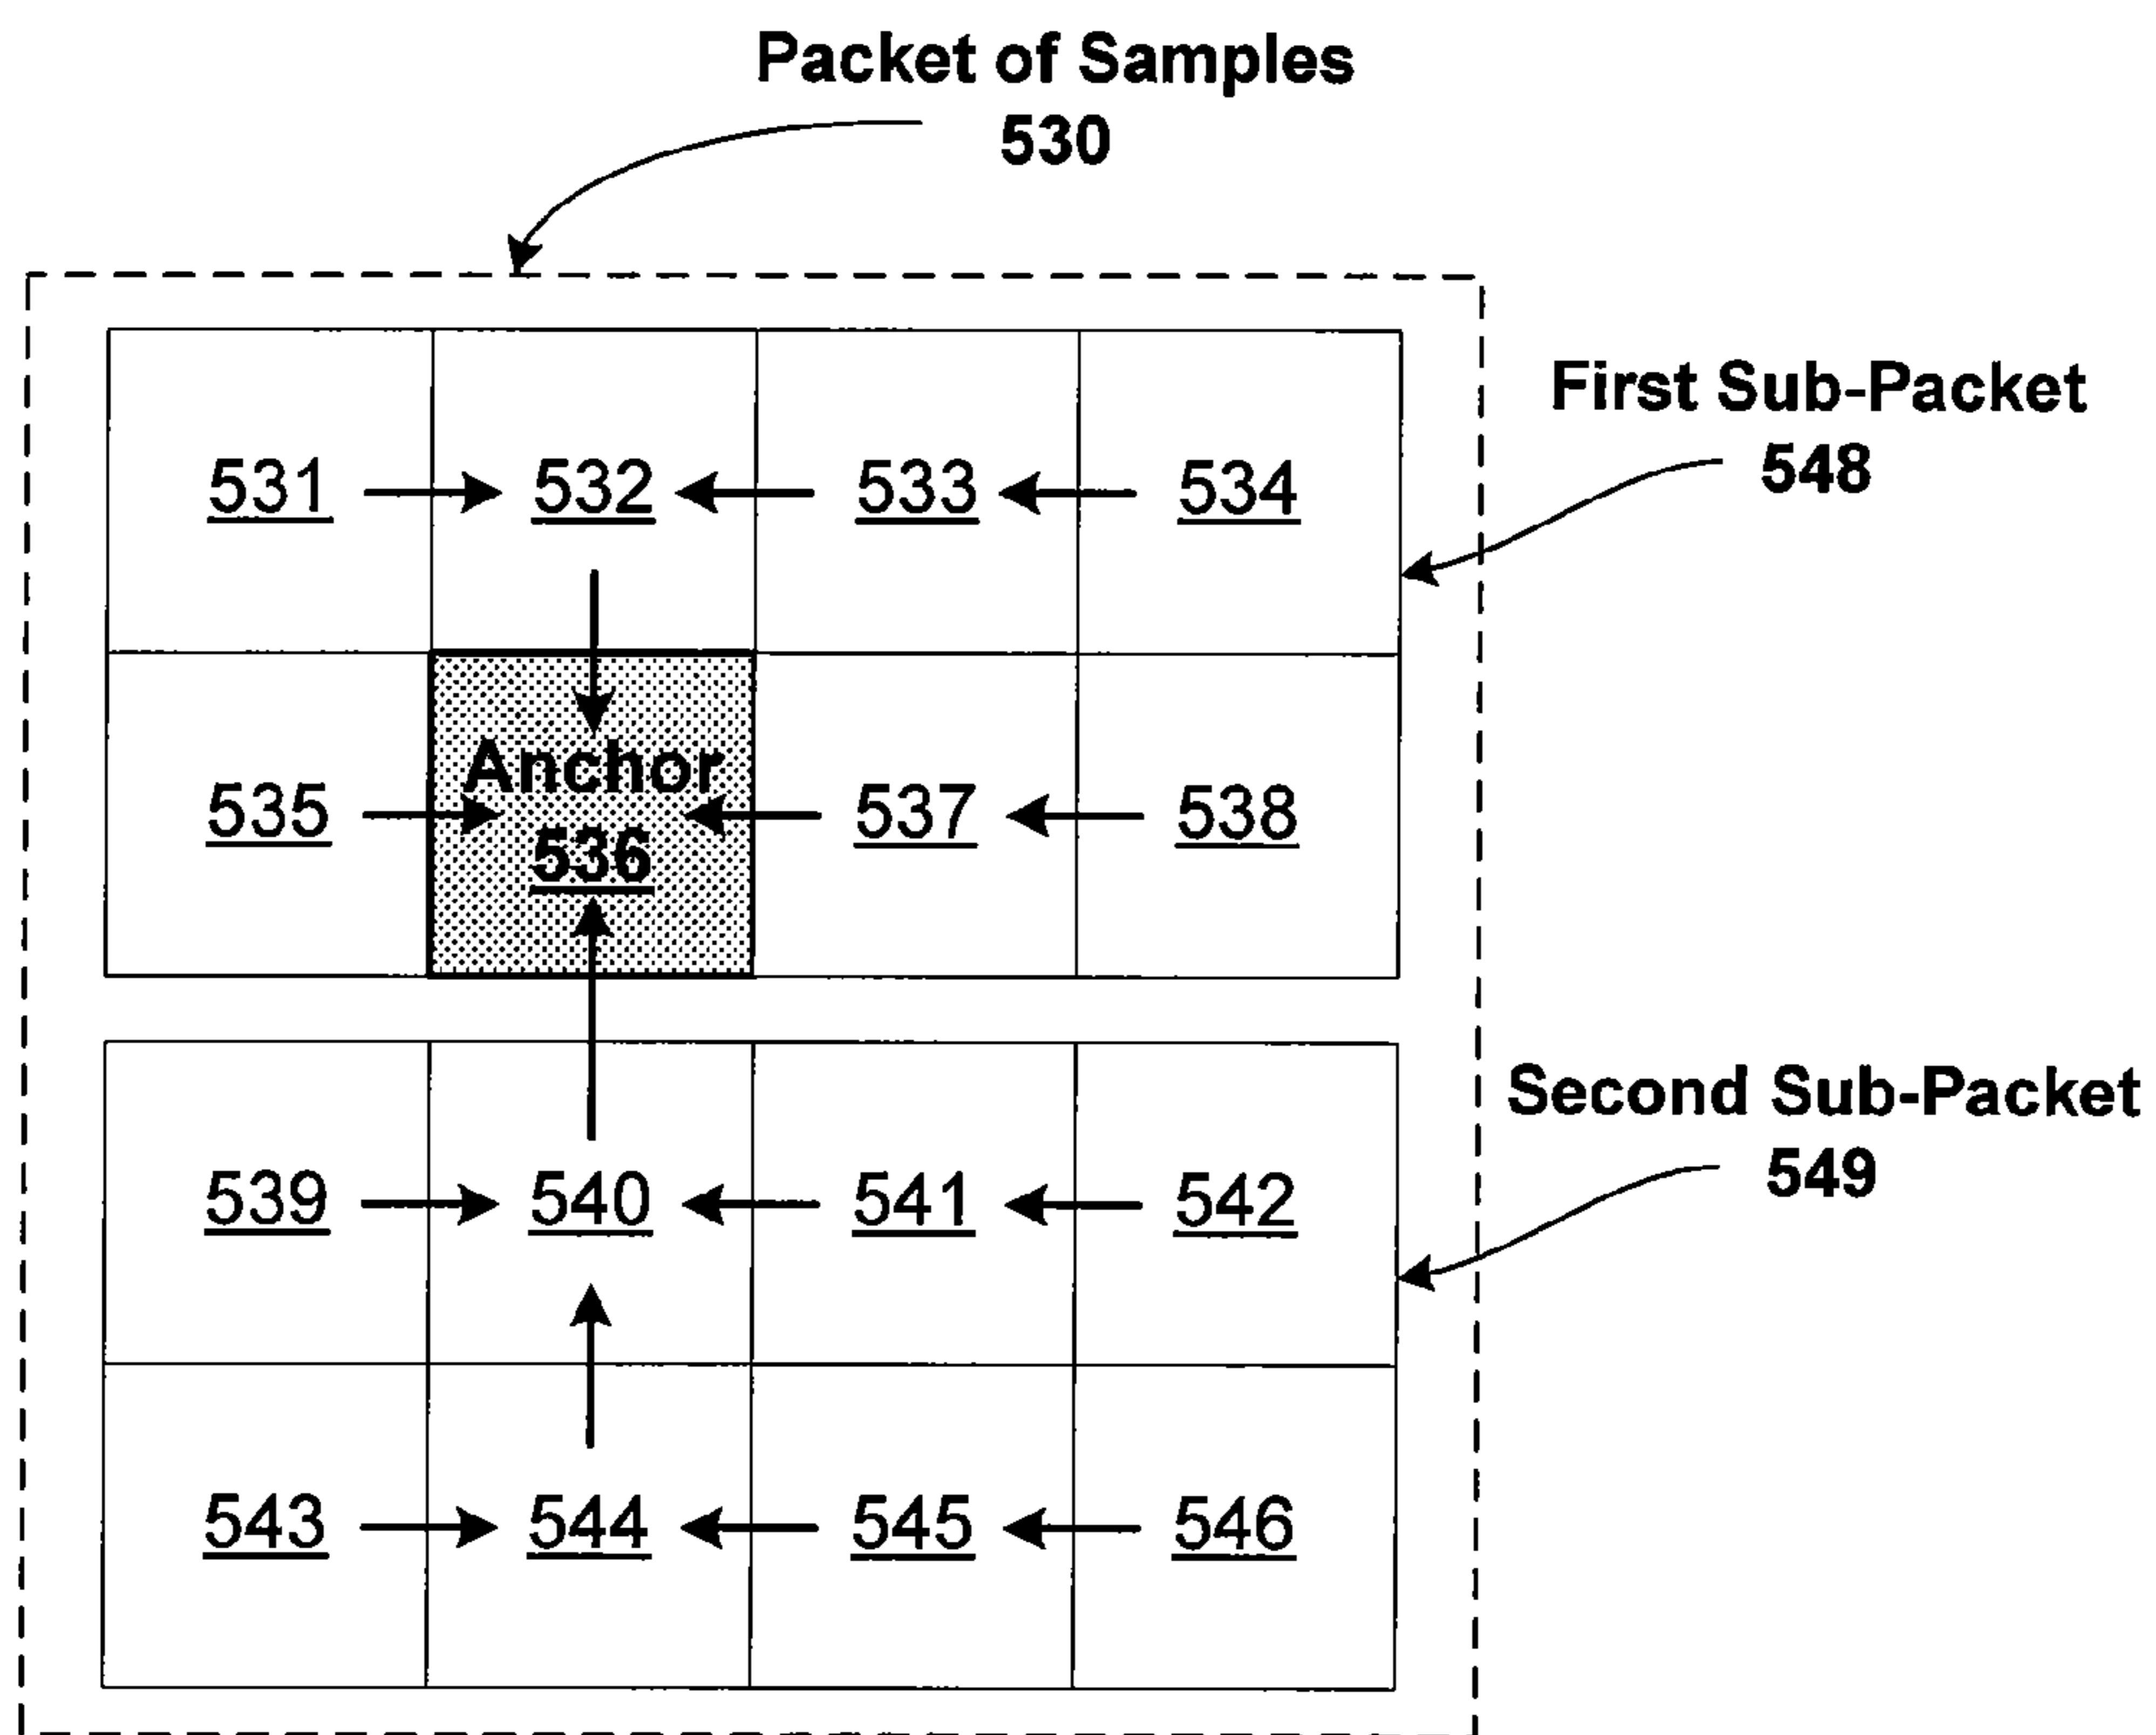 Packet of Samples
530
First Sub-Packet
548
531 532 533 534
Anchor
535 536 537 538
Second Sub-Packet
549
539 540 541 542
543 544 545 546